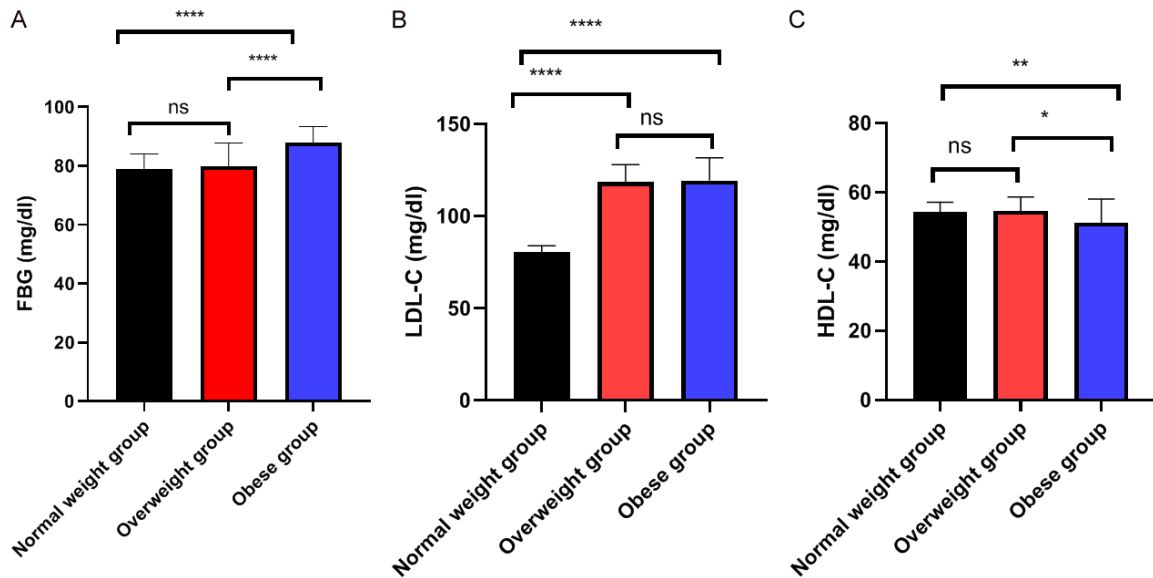 A
****
****
ns
FBG (mg/dl)
100
80
60
40
20
0
Normal weight group
Overweight group
Obese group
B
****
****
ns
LDL-C (mg/dl)
150
100
50
0
Normal weight group
Overweight group
Obese group
C
**
*
ns
HDL-C (mg/dl)
80
60
40
20
0
Normal weight group
Overweight group
Obese group